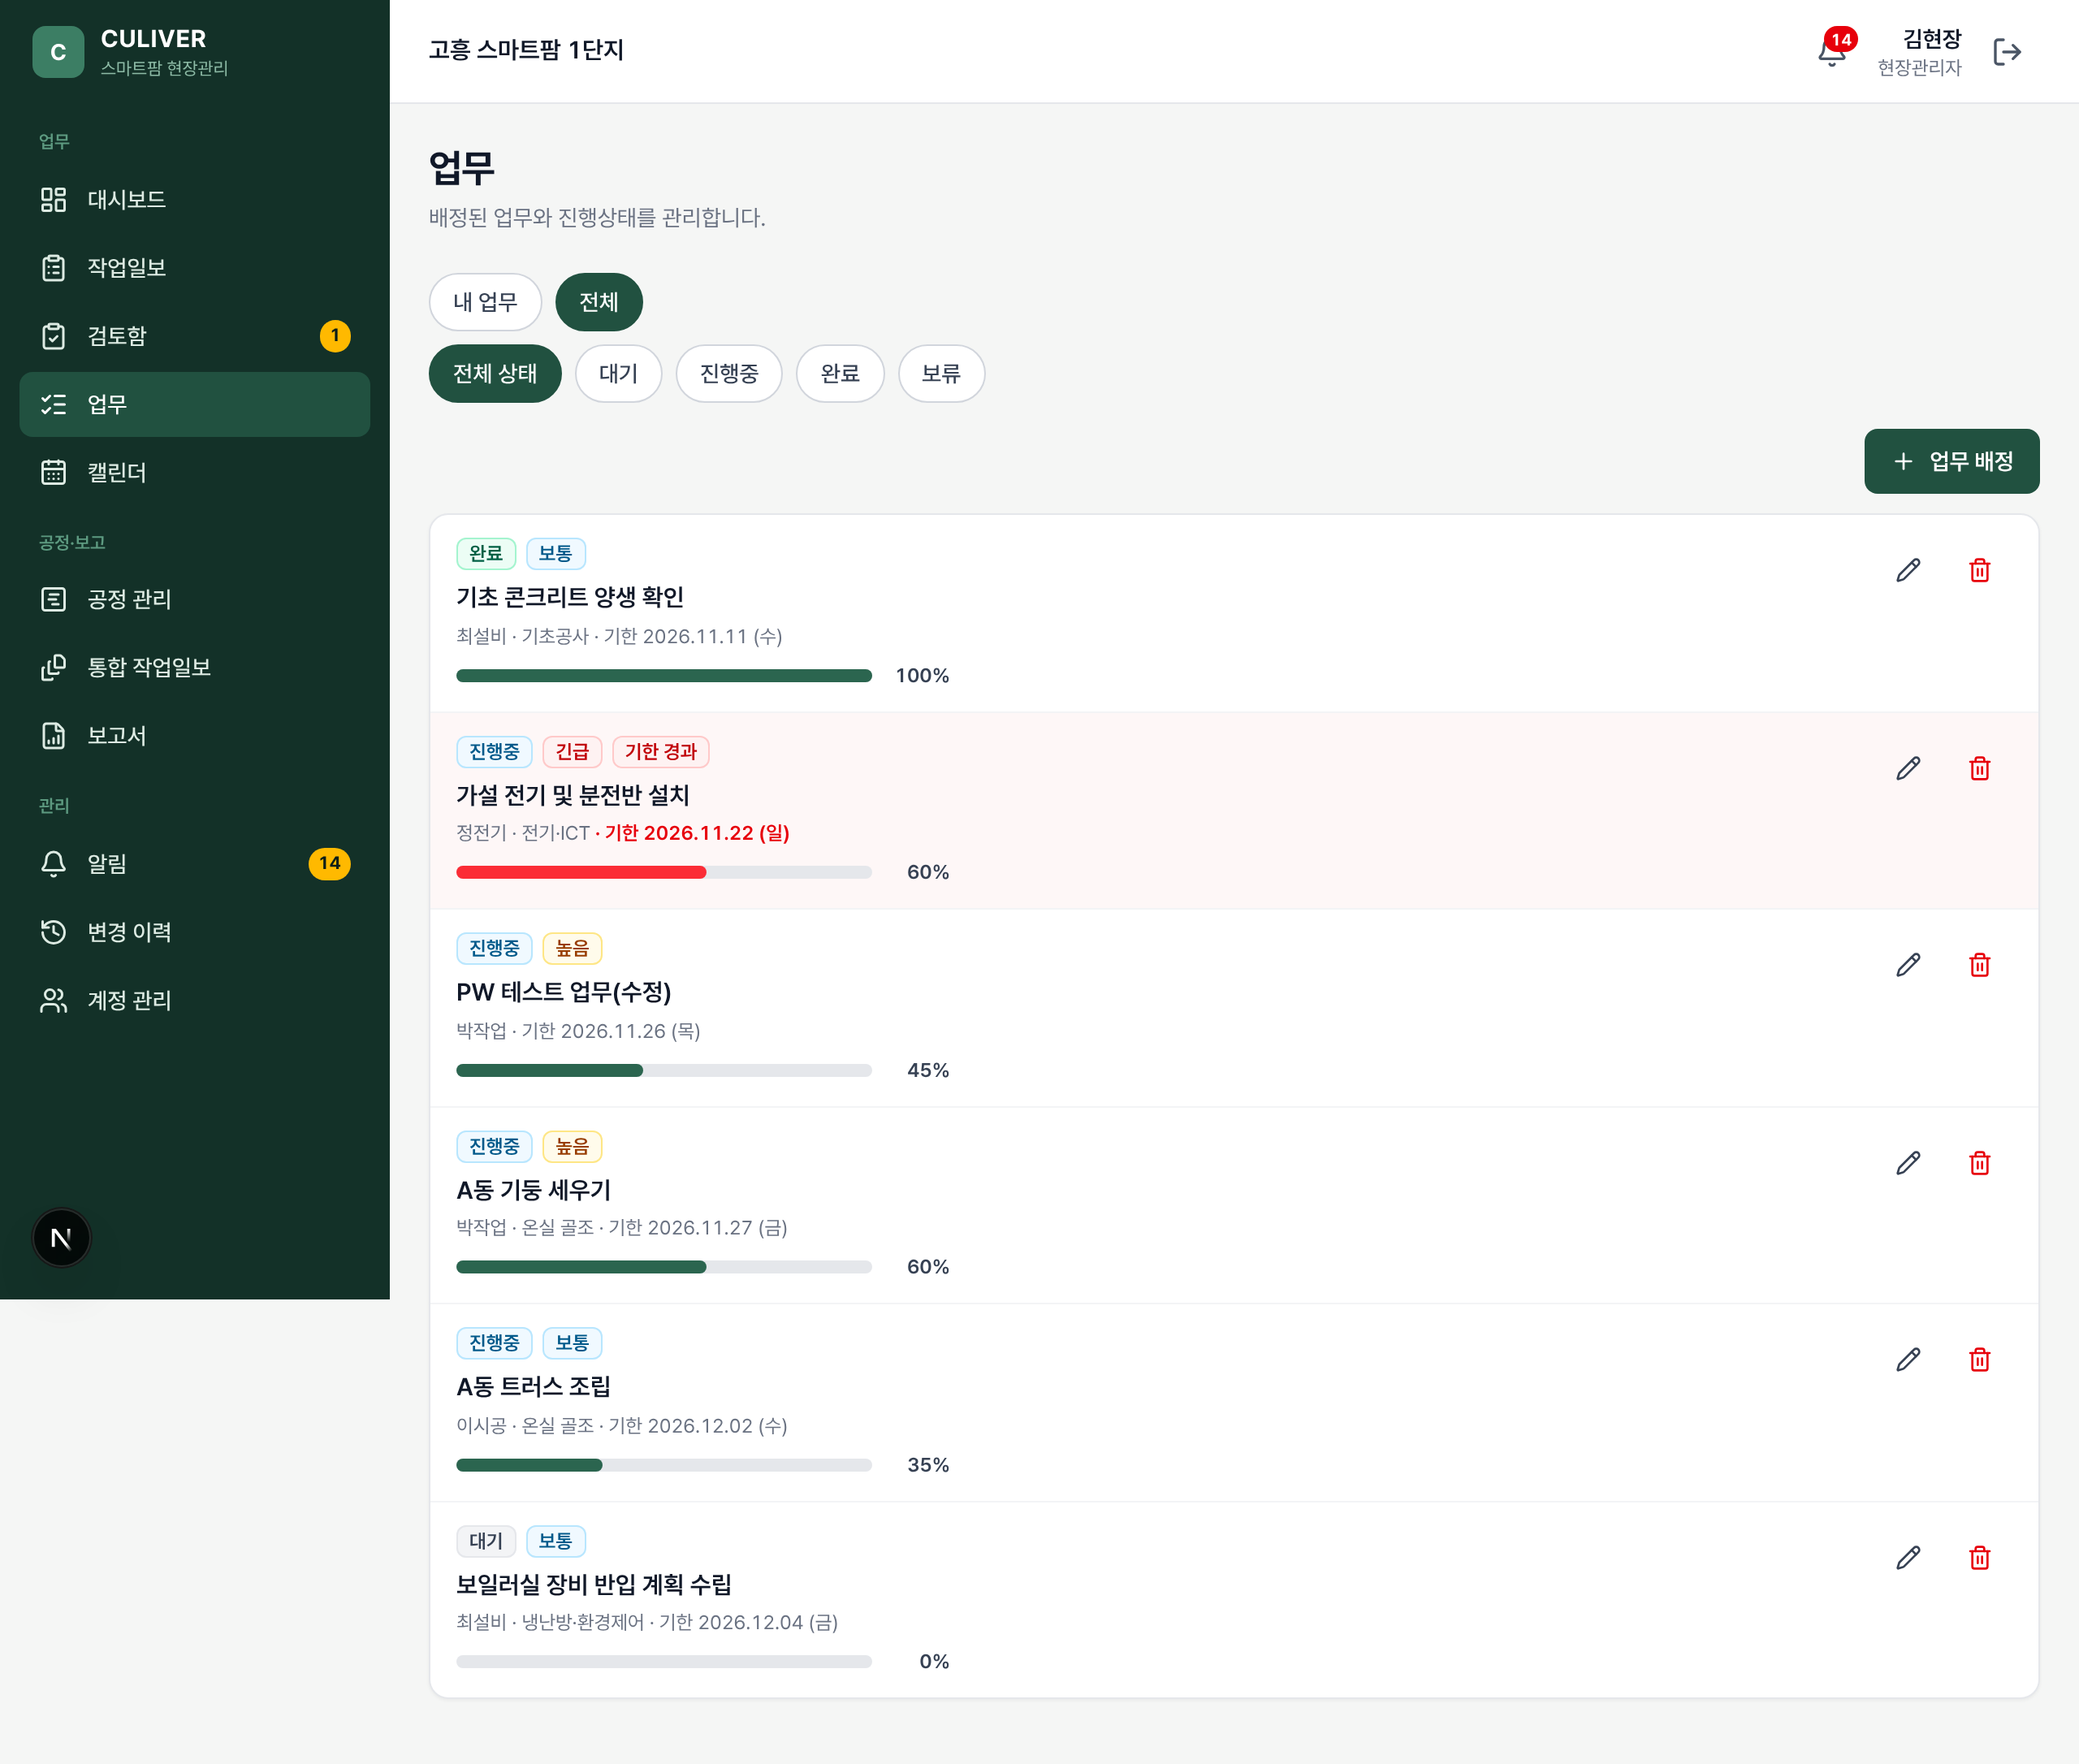 C
CULIVER
스마트팜 현장관리
업무
대시보드
작업일보
검토함
1
업무
캘린더
공정·보고
공정 관리
통합 작업일보
보고서
관리
알림
14
변경 이력
계정 관리
N
고흥 스마트팜 1단지
14
김현장
현장관리자
업무
배정된 업무와 진행상태를 관리합니다.
내 업무
전체
전체 상태
대기
진행중
완료
보류
업무 배정
완료
보통
기초 콘크리트 양생 확인
최설비 · 기초공사 · 기한 2026.11.11 (수)
100%
진행중
긴급
기한 경과
가설 전기 및 분전반 설치
정전기 · 전기·ICT · 기한 2026.11.22 (일)
60%
진행중
높음
PW 테스트 업무(수정)
박작업 · 기한 2026.11.26 (목)
45%
진행중
높음
A동 기둥 세우기
박작업 · 온실 골조 · 기한 2026.11.27 (금)
60%
진행중
보통
A동 트러스 조립
이시공 · 온실 골조 · 기한 2026.12.02 (수)
35%
대기
보통
보일러실 장비 반입 계획 수립
최설비 · 냉난방·환경제어 · 기한 2026.12.04 (금)
0%